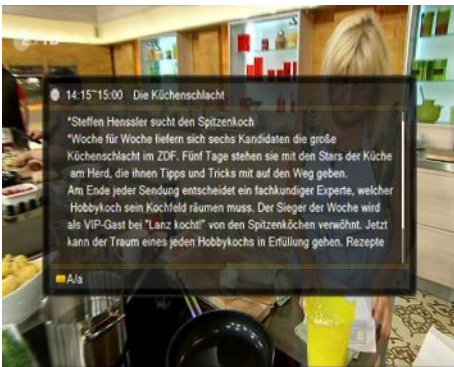 14:15~15:00 Die Küchenschlacht
*Steffen Henssler sucht den Spitzenkoch
*Woche für Woche liefern sich sechs Kandidaten die große
Küchenschlacht im ZDF. Fünf Tage stehen sie mit den Stars der Küche
am Herd, die ihnen Tipps und Tricks mit auf den Weg geben.
Am Ende jeder Sendung entscheidet ein fachkundiger Experte, welcher
Hobbykoch sein Kochfeld räumen muss. Der Sieger der Woche wird
als VIP-Gast bei "Lanz kocht!" von den Spitzenköchen verwöhnt. Jetzt
kann der Traum eines jeden Hobbykochs in Erfüllung gehen. Rezepte
A/a